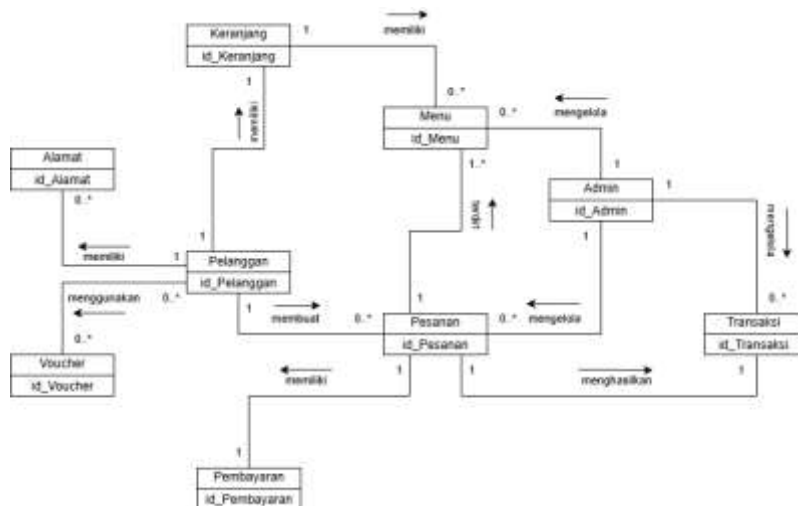 Keranjang
id_Keranjang
1
memiliki
1
0..*
Menu
id_Menu
0..*
mengelola
1..*
1
Admin
id_Admin
1
1
mengelola
0..*
Alamat
id_Alamat
0..*
memiliki
1
memiliki
1
Pelanggan
id_Pelanggan
menggunakan
0..*
0..*
1
membuat
0..*
terdiri
1
Pesanan
id_Pesanan
0..*
mengelola
Transaksi
id_Transaksi
Voucher
id_Voucher
memiliki
1
1
menghasilkan
1
1
Pembayaran
id_Pembayaran